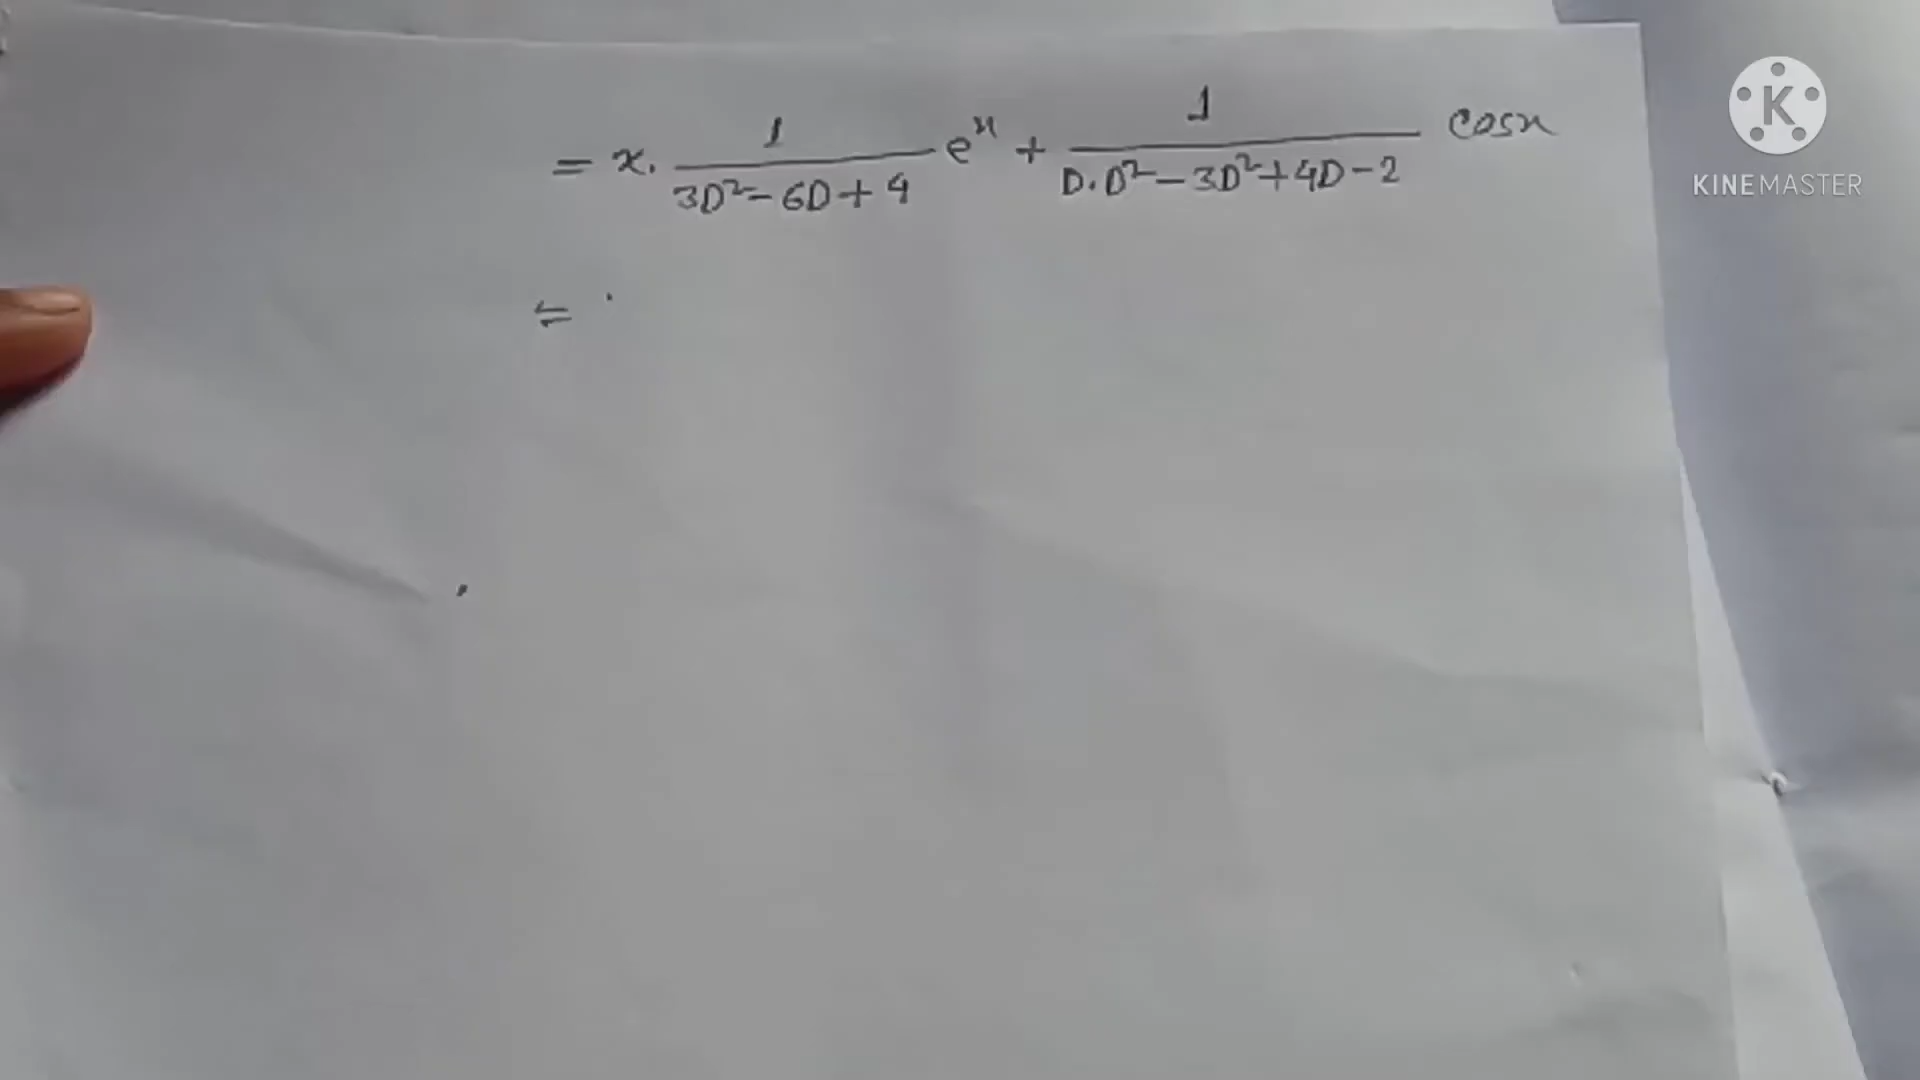 = x. 1/(3D²-6D+4) eˣ + 1/(D.D²-3D²+4D-2) cosx
=
K
KINEMASTER